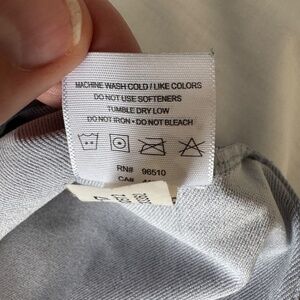 MACHINE WASH COLD / LIKE COLORS
DO NOT USE SOFTENERS
TUMBLE DRY LOW
DO NOT IRON • DO NOT BLEACH
RN# 96510
CA#